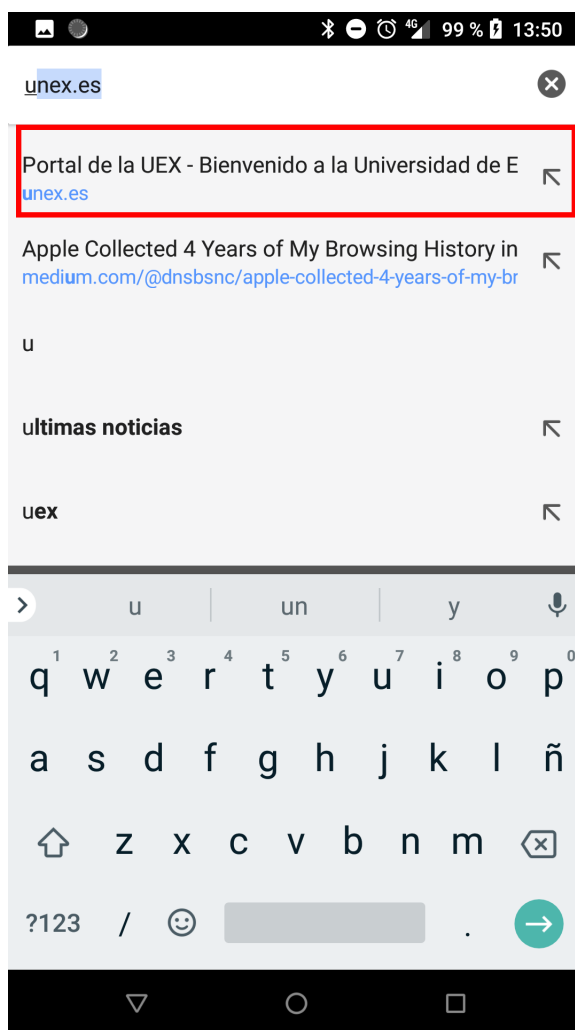 4G 99 % 13:50
unex.es
Portal de la UEX - Bienvenido a la Universidad de E
unex.es
Apple Collected 4 Years of My Browsing History in
medium.com/@dnsbsnc/apple-collected-4-years-of-my-br
u
ultimas noticias
uex
u un y
1 2 3 4 5 6 7 8 9 0
q w e r t y u i o p
a s d f g h j k l ñ
z x c v b n m
?123 / .